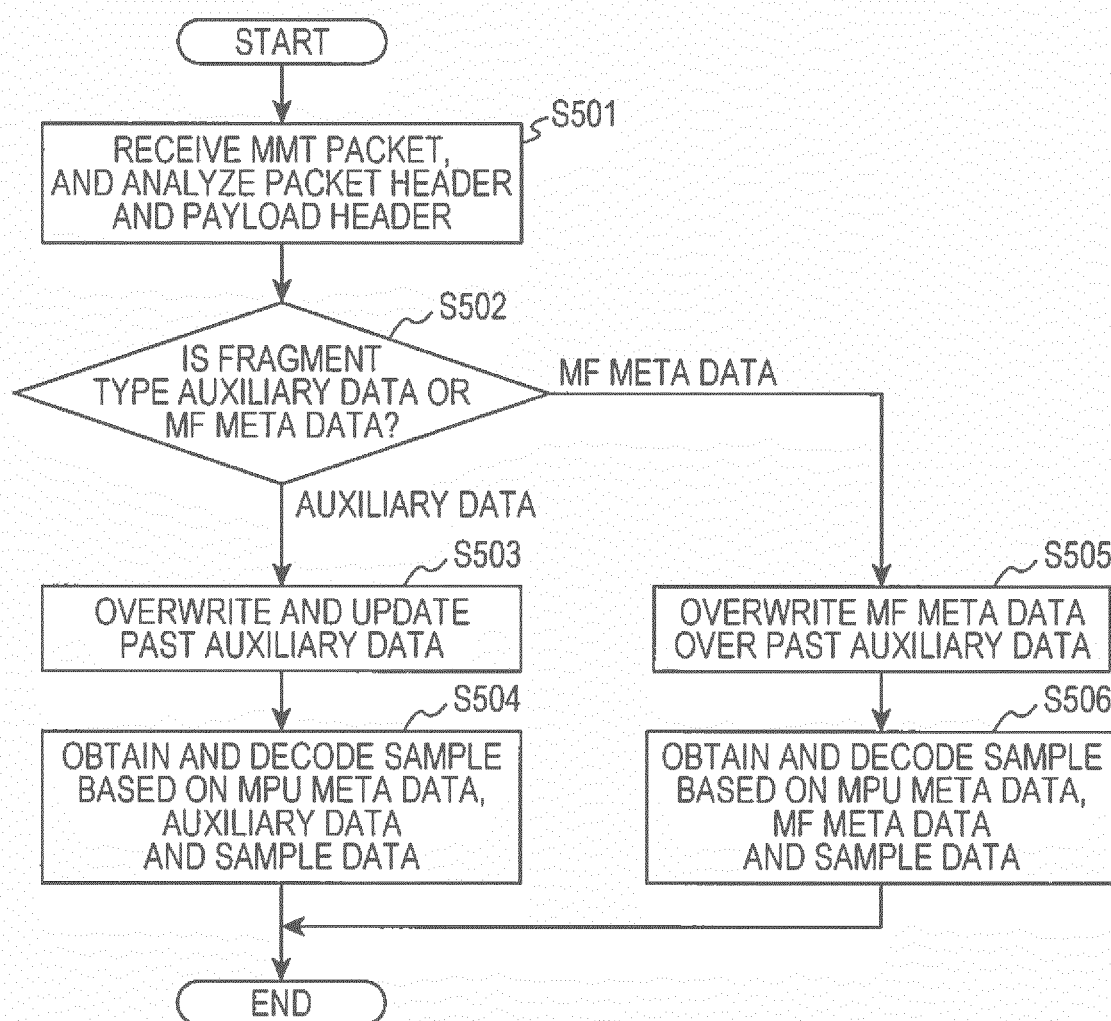 START
S501
RECEIVE MMT PACKET,
AND ANALYZE PACKET HEADER
AND PAYLOAD HEADER
S502
IS FRAGMENT
TYPE AUXILIARY DATA OR
MF META DATA?
MF META DATA
AUXILIARY DATA
S503
OVERWRITE AND UPDATE
PAST AUXILIARY DATA
S505
OVERWRITE MF META DATA
OVER PAST AUXILIARY DATA
S504
OBTAIN AND DECODE SAMPLE
BASED ON MPU META DATA,
AUXILIARY DATA
AND SAMPLE DATA
S506
OBTAIN AND DECODE SAMPLE
BASED ON MPU META DATA,
MF META DATA
AND SAMPLE DATA
END